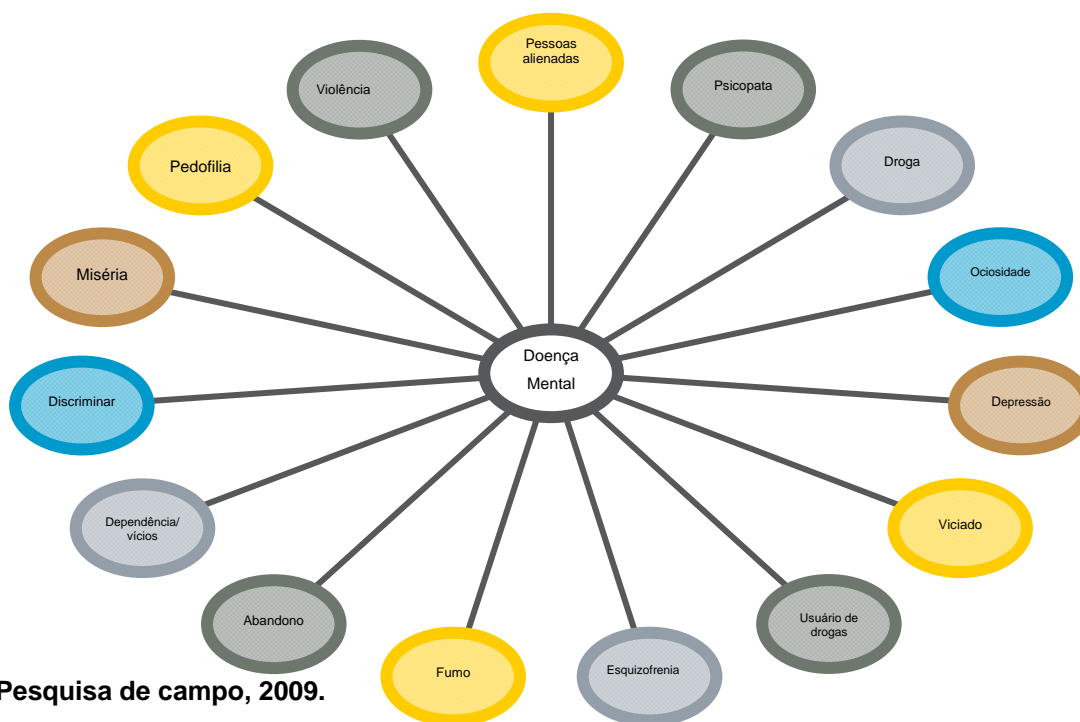 Pessoas
alienadas
Psicopata
Violência
Droga
Pedofilia
Ociosidade
Miséria
Doença
Mental
Depressão
Discriminar
Dependência/
vícios
Viciado
Abandono
Usuário de
drogas
Fumo
Esquizofrenia
Pesquisa de campo, 2009.